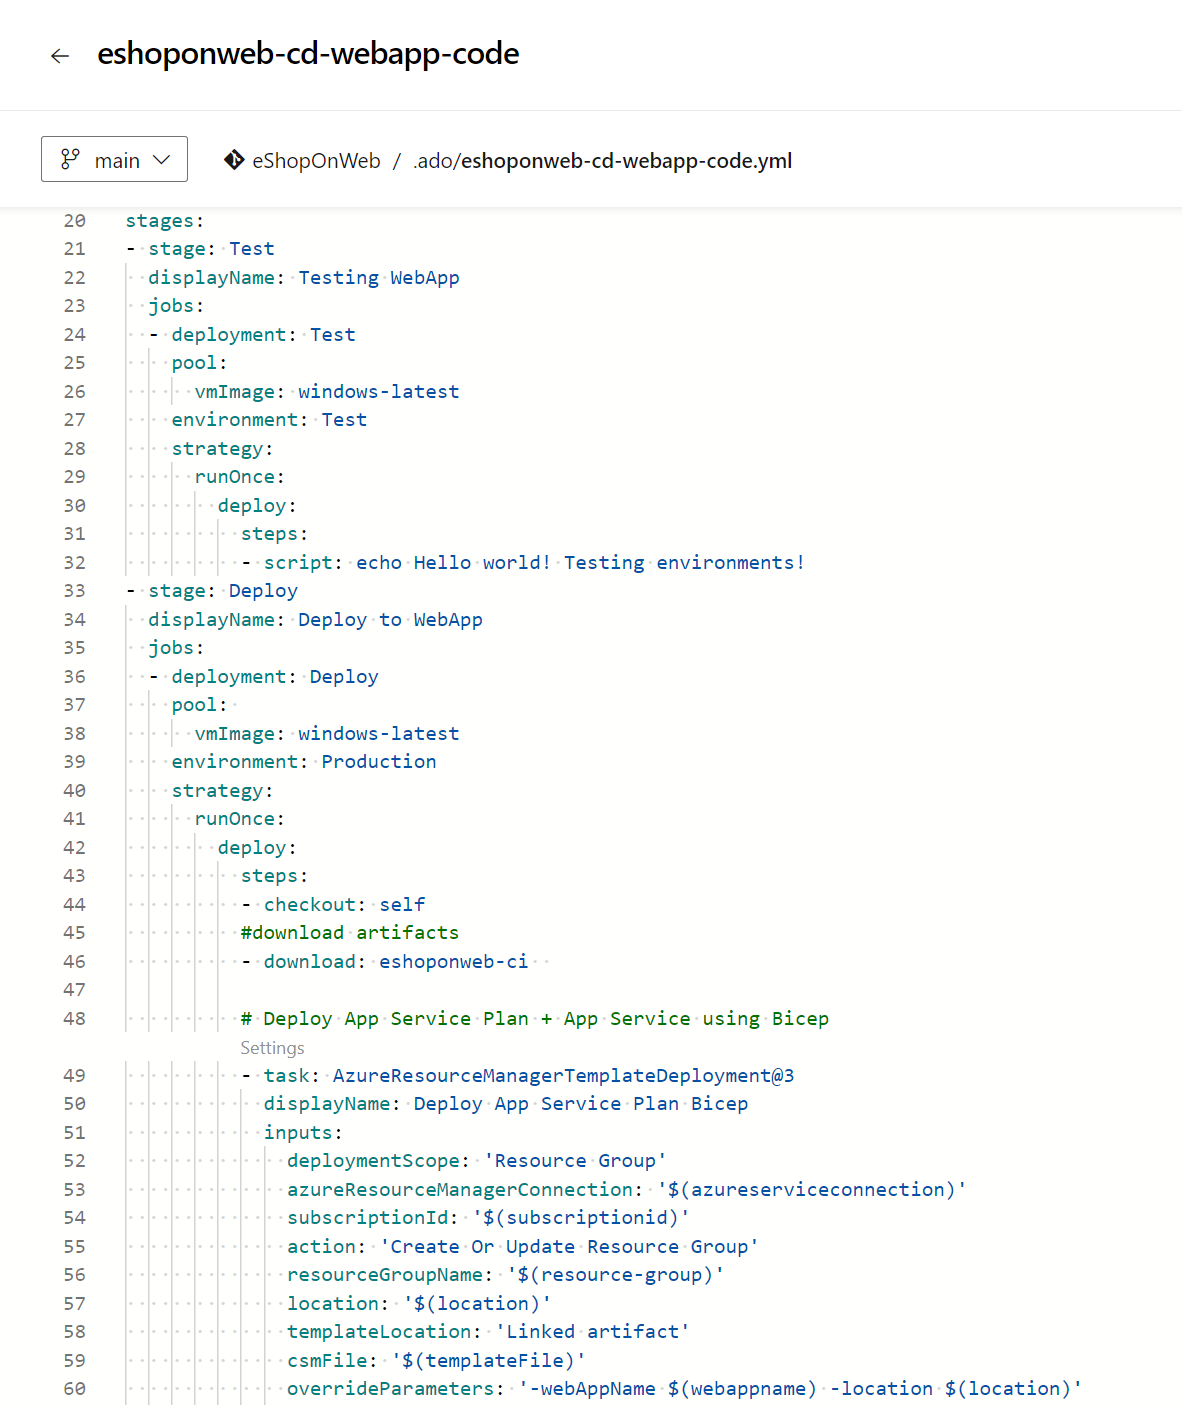 eshoponweb-cd-webapp-code
main eShopOnWeb / .ado/eshoponweb-cd-webapp-code.yml
20 stages:
21 - stage: Test
22   displayName: Testing WebApp
23   jobs:
24   - deployment: Test
25     pool:
26       vmImage: windows-latest
27     environment: Test
28     strategy:
29       runOnce:
30         deploy:
31           steps:
32           - script: echo Hello world! Testing environments!
33 - stage: Deploy
34   displayName: Deploy to WebApp
35   jobs:
36   - deployment: Deploy
37     pool:
38       vmImage: windows-latest
39     environment: Production
40     strategy:
41       runOnce:
42         deploy:
43           steps:
44           - checkout: self
45           #download artifacts
46           - download: eshoponweb-ci
47
48           # Deploy App Service Plan + App Service using Bicep
Settings
49           - task: AzureResourceManagerTemplateDeployment@3
50             displayName: Deploy App Service Plan Bicep
51             inputs:
52               deploymentScope: 'Resource Group'
53               azureResourceManagerConnection: '$(azureserviceconnection)'
54               subscriptionId: '$(subscriptionid)'
55               action: 'Create Or Update Resource Group'
56               resourceGroupName: '$(resource-group)'
57               location: '$(location)'
58               templateLocation: 'Linked artifact'
59               csmFile: '$(templateFile)'
60               overrideParameters: '-webAppName $(webappname) -location $(location)'